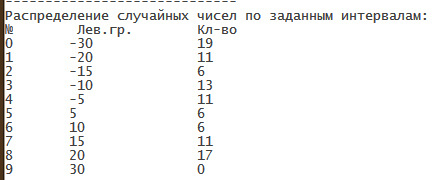 ------------------------------
Распределение случайных чисел по заданным интервалам:
№ Лев.гр. Кл-во
0 -30 19
1 -20 11
2 -15 6
3 -10 13
4 -5 11
5 5 6
6 10 6
7 15 11
8 20 17
9 30 0